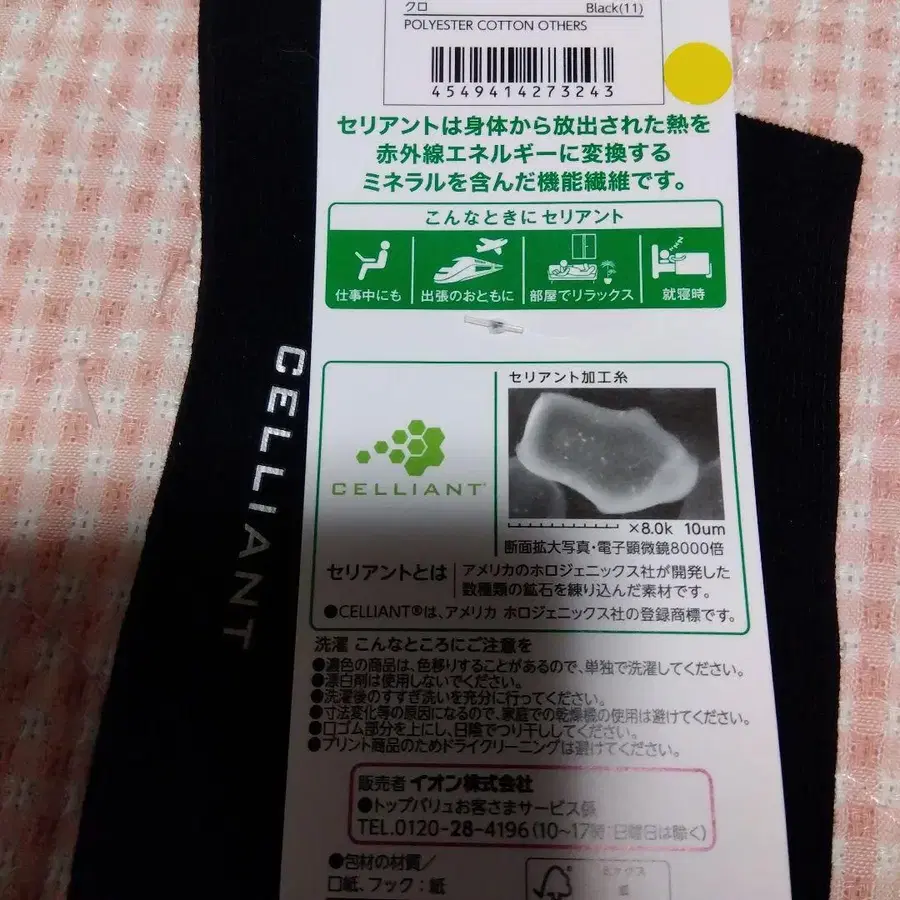 クロ Black(11)
POLYESTER COTTON OTHERS
4549414273243
セリアントは身体から放出された熱を
赤外線エネルギーに変換する
ミネラルを含んだ機能繊維です。
こんなときにセリアント
仕事中にも 出張のおともに 部屋でリラックス 就寝時
セリアント加工糸
CELLIANT
CELLIANT®
×8.0k 10um
断面拡大写真・電子顕微鏡8000倍
セリアントとは アメリカのホロジェニックス社が開発した
数種類の鉱石を練り込んだ素材です。
●CELLIANT®は、アメリカ ホロジェニックス社の登録商標です。
洗濯 こんなところにご注意を
●濃色の商品は、色移りすることがあるので、単独で洗濯してください。
●漂白剤は使用しないでください。
●洗濯後のすすぎ洗いを充分に行ってください。
●寸法変化等の原因になるので、家庭での乾燥機の使用は避けてください。
●口ゴム部分を上にし、日陰でつり干ししてください。
●プリント商品のためドライクリーニングは避けてください。
販売者 イオン株式会社
●トップバリュお客さまサービス係
TEL.0120-28-4196(10~17時:日曜日は除く)
●包材の材質/
口紙、フック:紙